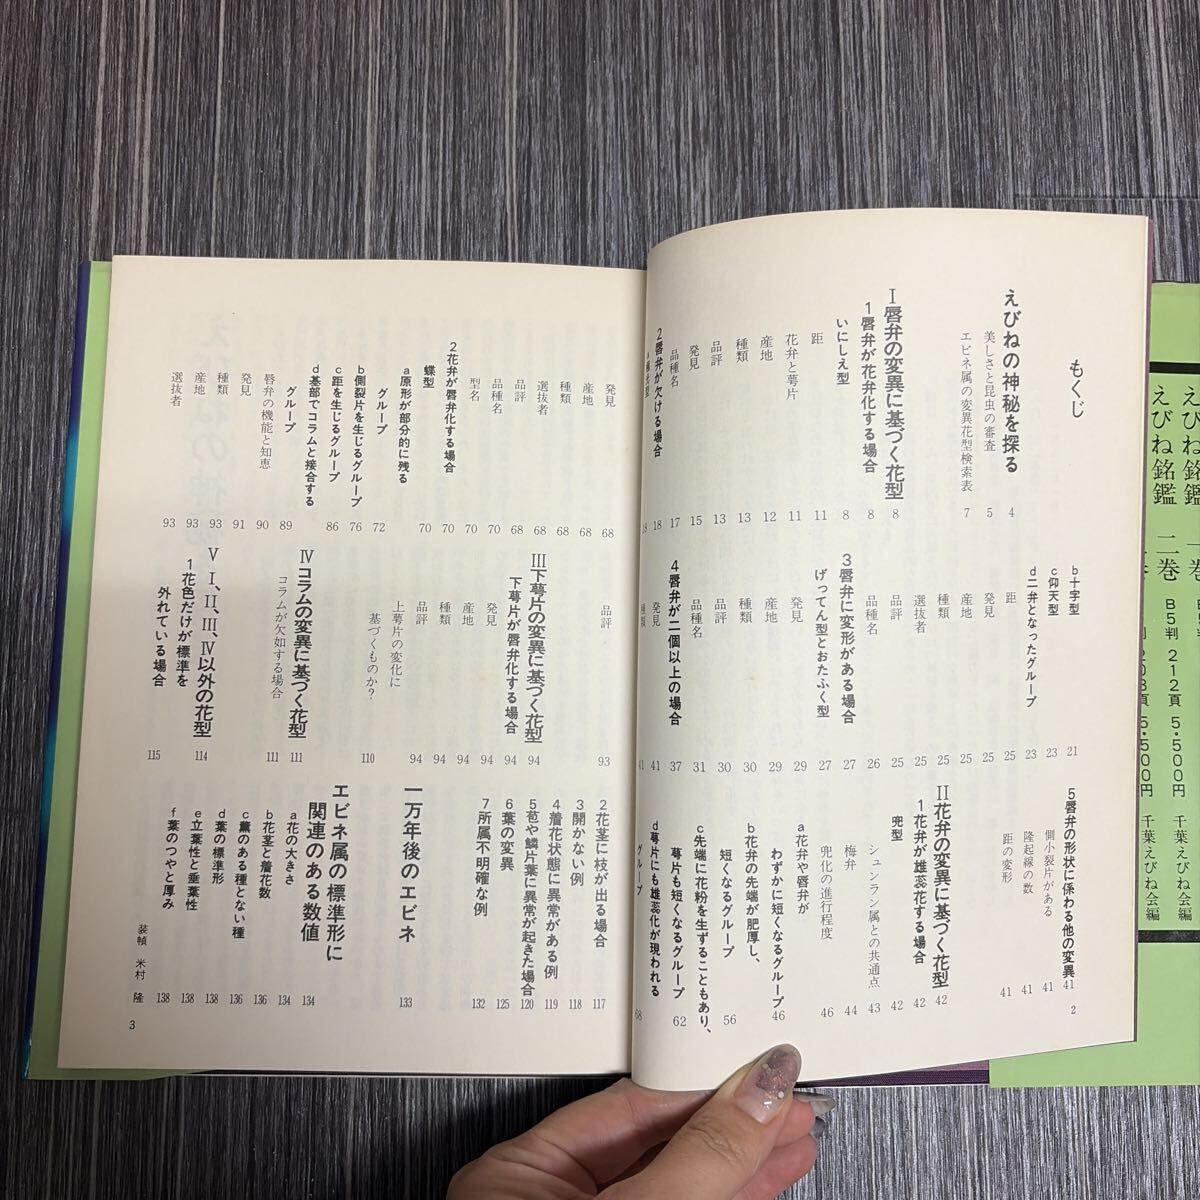 もくじ
えびねの神秘を探る 4
美しさと昆虫の審査 5
エビネ属の変異花型検索表 7
Ⅰ唇弁の変異に基づく花型 8
1唇弁が花弁化する場合 8
いにしえ型 8
距 11
花弁と萼片 11
産地 12
種類 13
品評 13
発見 15
品種名 17
2唇弁が欠ける場合 18
18
b十字型 21
c仰天型 23
d二弁となったグループ 23
距 25
発見 25
産地 25
種類 25
選抜者 25
品評 25
品種名 26
3唇弁に変形がある場合 27
げってん型とおたふく型 27
発見 29
産地 29
種類 30
品評 30
品種名 31
4唇弁が二個以上の場合 37
発見 41
種類 41
5唇弁の形状に係わる他の変異 41
側小裂片がある 41
隆起線の数 41
距の変形 41
Ⅱ花弁の変異に基づく花型 42
1花弁が雄蕊花する場合 42
兜型 42
シュンラン属との共通点 43
梅弁 44
兜化の進行程度 46
a花弁や唇弁が
わずかに短くなるグループ 46
b花弁の先端が肥厚し、
短くなるグループ 56
c先端に花粉を生ずることもあり、
萼片も短くなるグループ 62
d萼片にも雄蕊化が現われる
グループ 68
2
発見 68
産地 68
種類 68
選抜者 68
品評 68
品種名 70
型名 70
2花弁が唇弁化する場合 70
蝶型 70
a原形が部分的に残る
グループ 72
b側裂片を生じるグループ 76
c距を生じるグループ 86
d基部でコラムと接合する
グループ 89
唇弁の機能と知恵 90
発見 91
種類 93
産地 93
選抜者 93
品評 93
Ⅲ下萼片の変異に基づく花型 94
下萼片が唇弁化する場合 94
発見 94
産地 94
種類 94
品評 94
上萼片の変化に
基づくものか? 110
Ⅳコラムの変異に基づく花型 111
コラムが欠如する場合 111
Ⅴ Ⅰ、Ⅱ、Ⅲ、Ⅳ以外の花型 114
1花色だけが標準を
外れている場合 115
2花茎に枝が出る場合 117
3開かない例 118
4着花状態に異常がある例 119
5苞や鱗片葉に異常が起きた場合 120
6葉の変異 125
7所属不明確な例 132
一万年後のエビネ 133
エビネ属の標準形に
関連のある数値 134
a花の大きさ 134
b花茎と着花数 136
c薫のある種とない種 136
d葉の標準形 138
e立葉性と垂葉性 138
f葉のつやと厚み 138
装幀 米村 隆
3
えびね銘鑑
えびね銘鑑 二巻 B5判 212頁 5・500円 千葉えびね会編
5・500円 千葉えびね会編